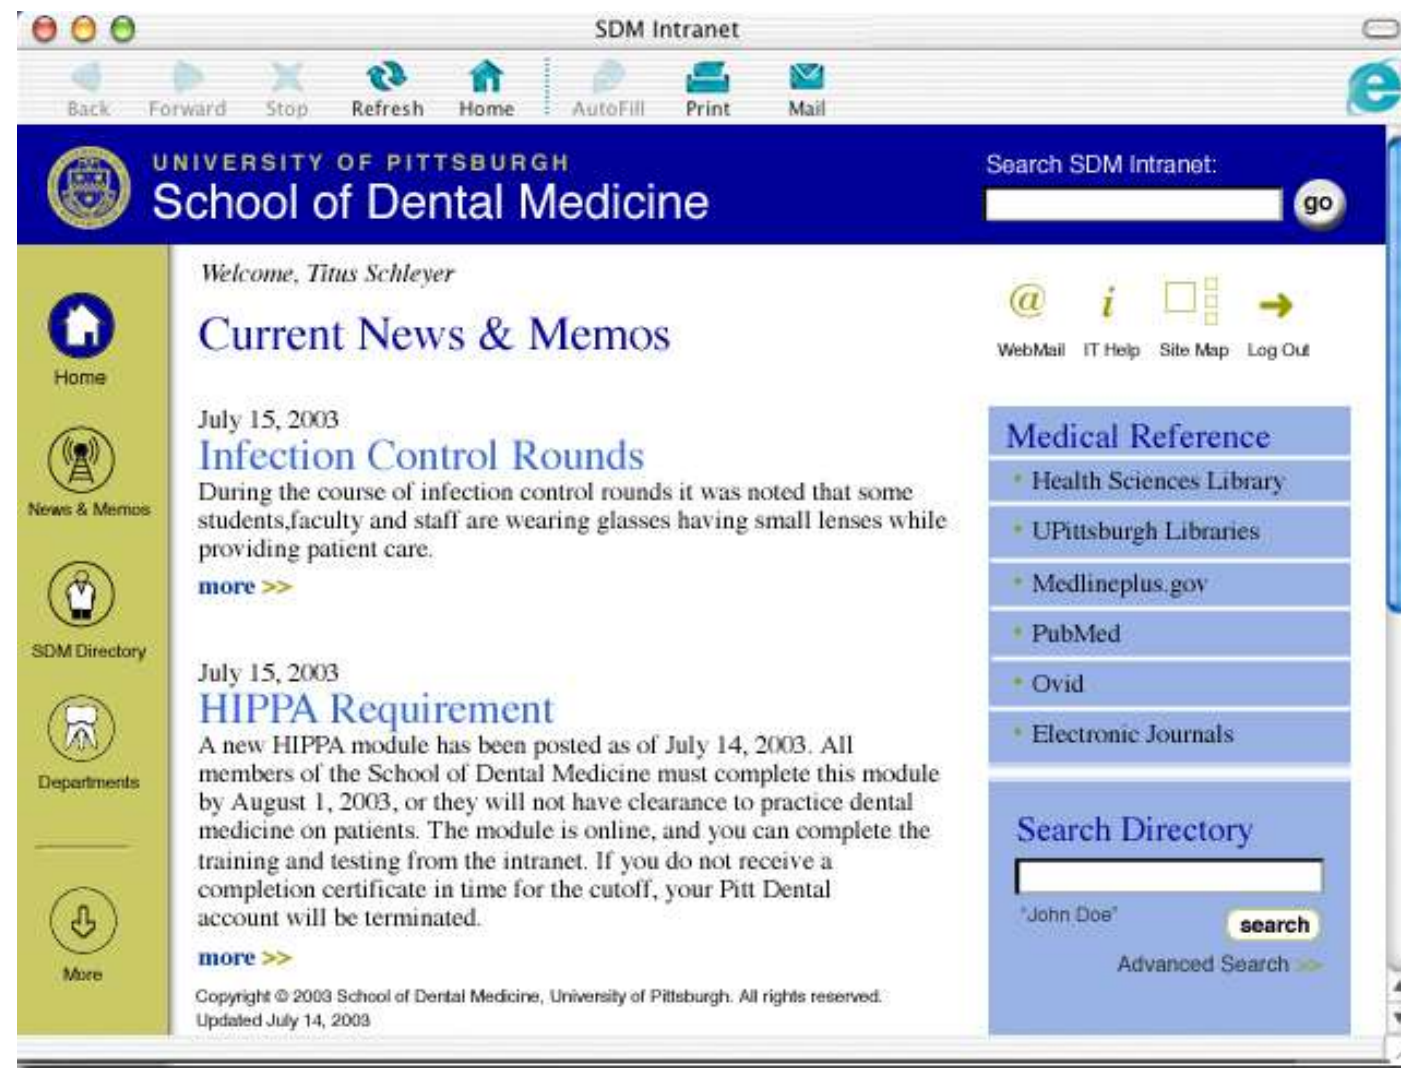 SDM Intranet
Back Forward Stop Refresh Home AutoFill Print Mail
UNIVERSITY OF PITTSBURGH
School of Dental Medicine
Search SDM Intranet:
go
Home
News & Memos
SDM Directory
Departments
More
Welcome, Titus Schleyer
Current News & Memos
July 15, 2003
Infection Control Rounds
During the course of infection control rounds it was noted that some
students,faculty and staff are wearing glasses having small lenses while
providing patient care.
more >>
July 15, 2003
HIPPA Requirement
A new HIPPA module has been posted as of July 14, 2003. All
members of the School of Dental Medicine must complete this module
by August 1, 2003, or they will not have clearance to practice dental
medicine on patients. The module is online, and you can complete the
training and testing from the intranet. If you do not receive a
completion certificate in time for the cutoff, your Pitt Dental
account will be terminated.
more >>
Copyright © 2003 School of Dental Medicine, University of Pittsburgh. All rights reserved.
Updated July 14, 2003
@ i
WebMail IT Help Site Map Log Out
Medical Reference
Health Sciences Library
UPittsburgh Libraries
Medlineplus.gov
PubMed
Ovid
Electronic Journals
Search Directory
"John Doe"
search
Advanced Search >>